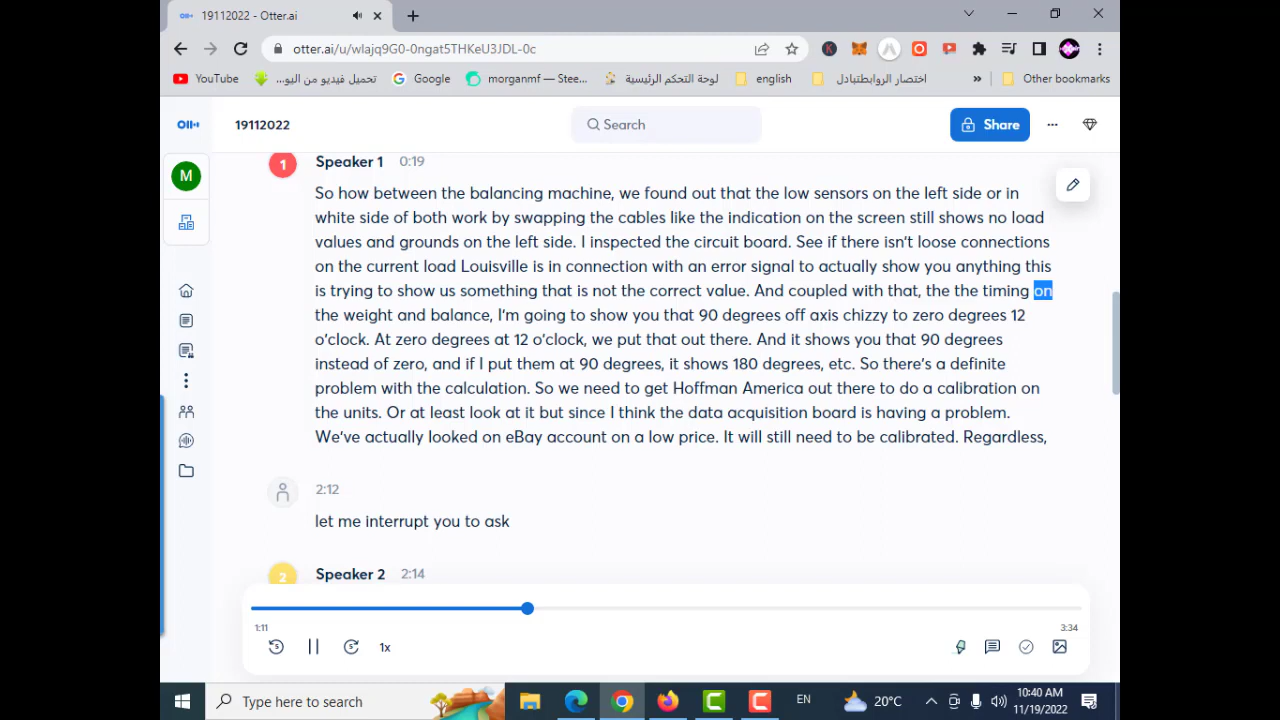 19112022 - Otter.ai
otter.ai/u/wlajq9G0-0ngat5THKeU3JDL-0c
YouTube
تحميل فيديو من اليو...
Google
morganmf — Stee...
لوحة التحكم الرئيسية
english
اختصار الروابطتبادل
Other bookmarks
19112022
Search
Share
M
1 Speaker 1 0:19
So how between the balancing machine, we found out that the low sensors on the left side or in
white side of both work by swapping the cables like the indication on the screen still shows no load
values and grounds on the left side. I inspected the circuit board. See if there isn't loose connections
on the current load Louisville is in connection with an error signal to actually show you anything this
is trying to show us something that is not the correct value. And coupled with that, the the timing on
the weight and balance, I'm going to show you that 90 degrees off axis chizzy to zero degrees 12
o'clock. At zero degrees at 12 o'clock, we put that out there. And it shows you that 90 degrees
instead of zero, and if I put them at 90 degrees, it shows 180 degrees, etc. So there's a definite
problem with the calculation. So we need to get Hoffman America out there to do a calibration on
the units. Or at least look at it but since I think the data acquisition board is having a problem.
We've actually looked on eBay account on a low price. It will still need to be calibrated. Regardless,
2:12
let me interrupt you to ask
2 Speaker 2 2:14
1:11
3:34
5
5
1x
Type here to search
EN
20°C
10:40 AM
11/19/2022